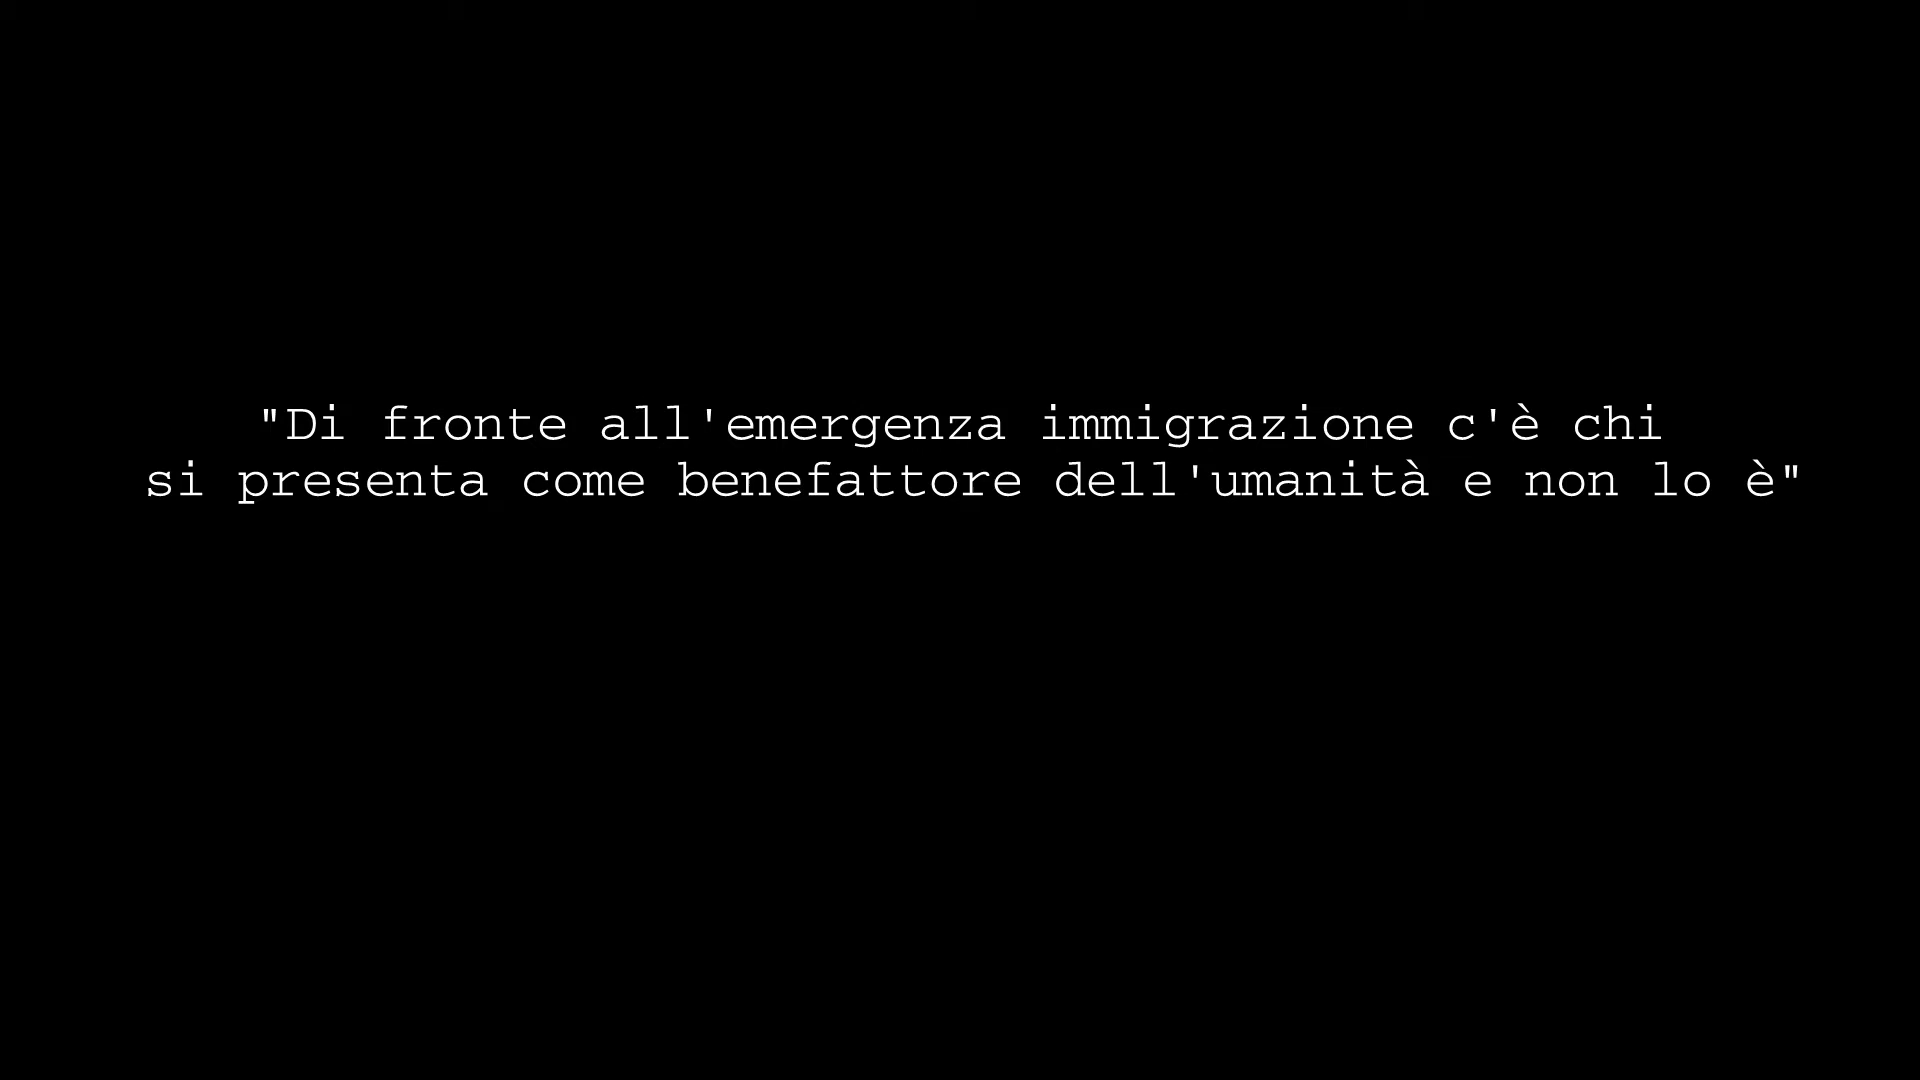 "Di fronte all'emergenza immigrazione c'è chi
si presenta come benefattore dell'umanità e non lo è"